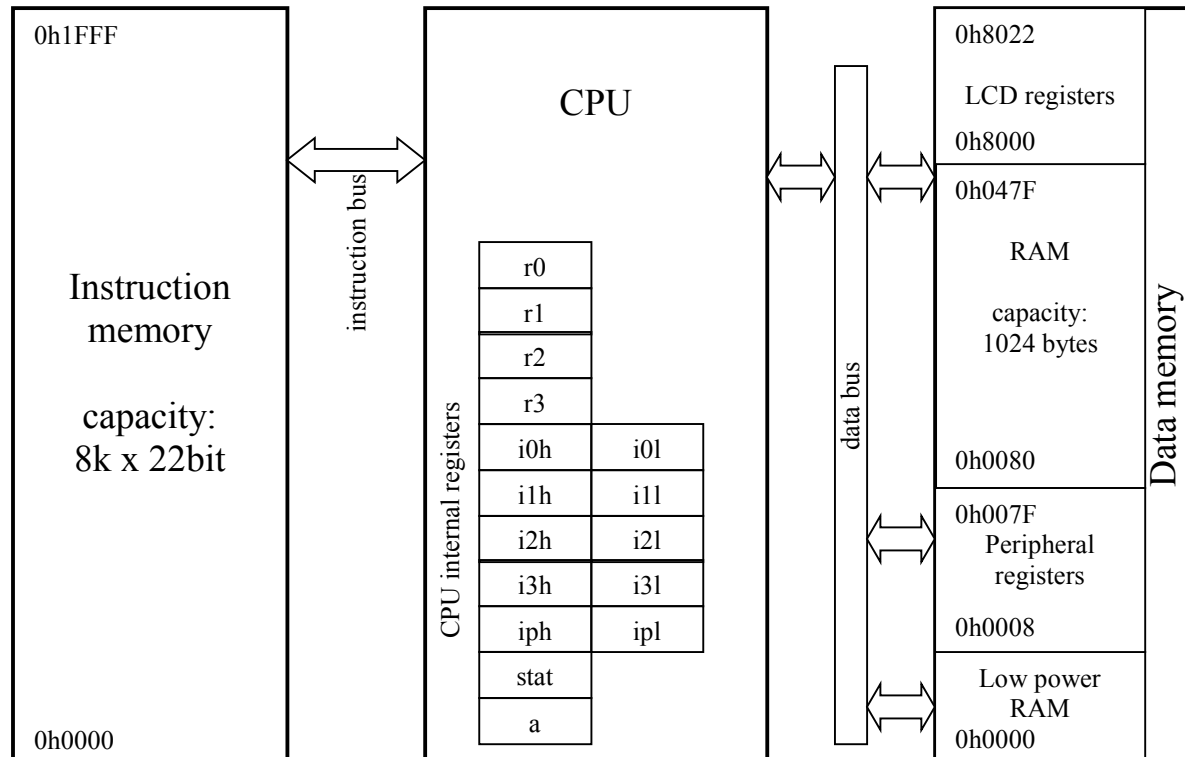 0h1FFF
Instruction
memory
capacity:
8k x 22bit
0h0000
instruction bus
CPU
CPU internal registers
r0
r1
r2
r3
i0h i0l
i1h i1l
i2h i2l
i3h i3l
iph ipl
stat
a
data bus
0h8022
LCD registers
0h8000
0h047F
RAM
capacity:
1024 bytes
0h0080
0h007F
Peripheral
registers
0h0008
Low power
RAM
0h0000
Data memory